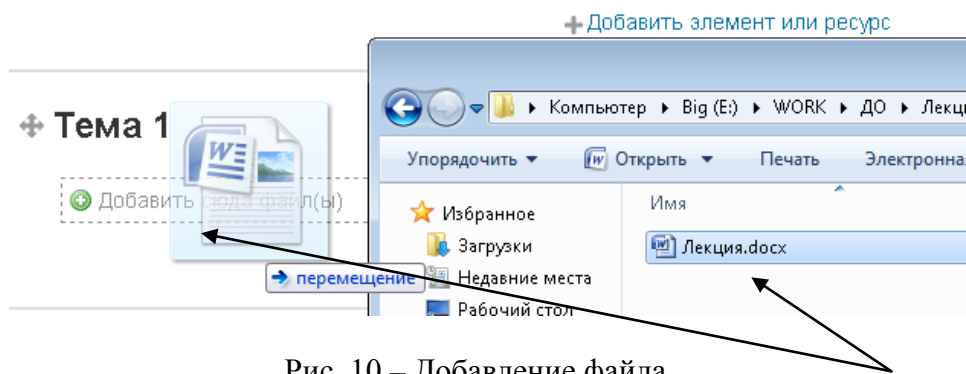 Добавить элемент или ресурс
Компьютер Big (E:) WORK ДО Лекц
Тема 1
Упорядочить Открыть Печать Электронна
Добавить сюда файл(ы)
Избранное
Имя
Загрузки
Лекция.docx
перемещение
Недавние места
Рабочий стол
Рис. 10 – Добавление файла